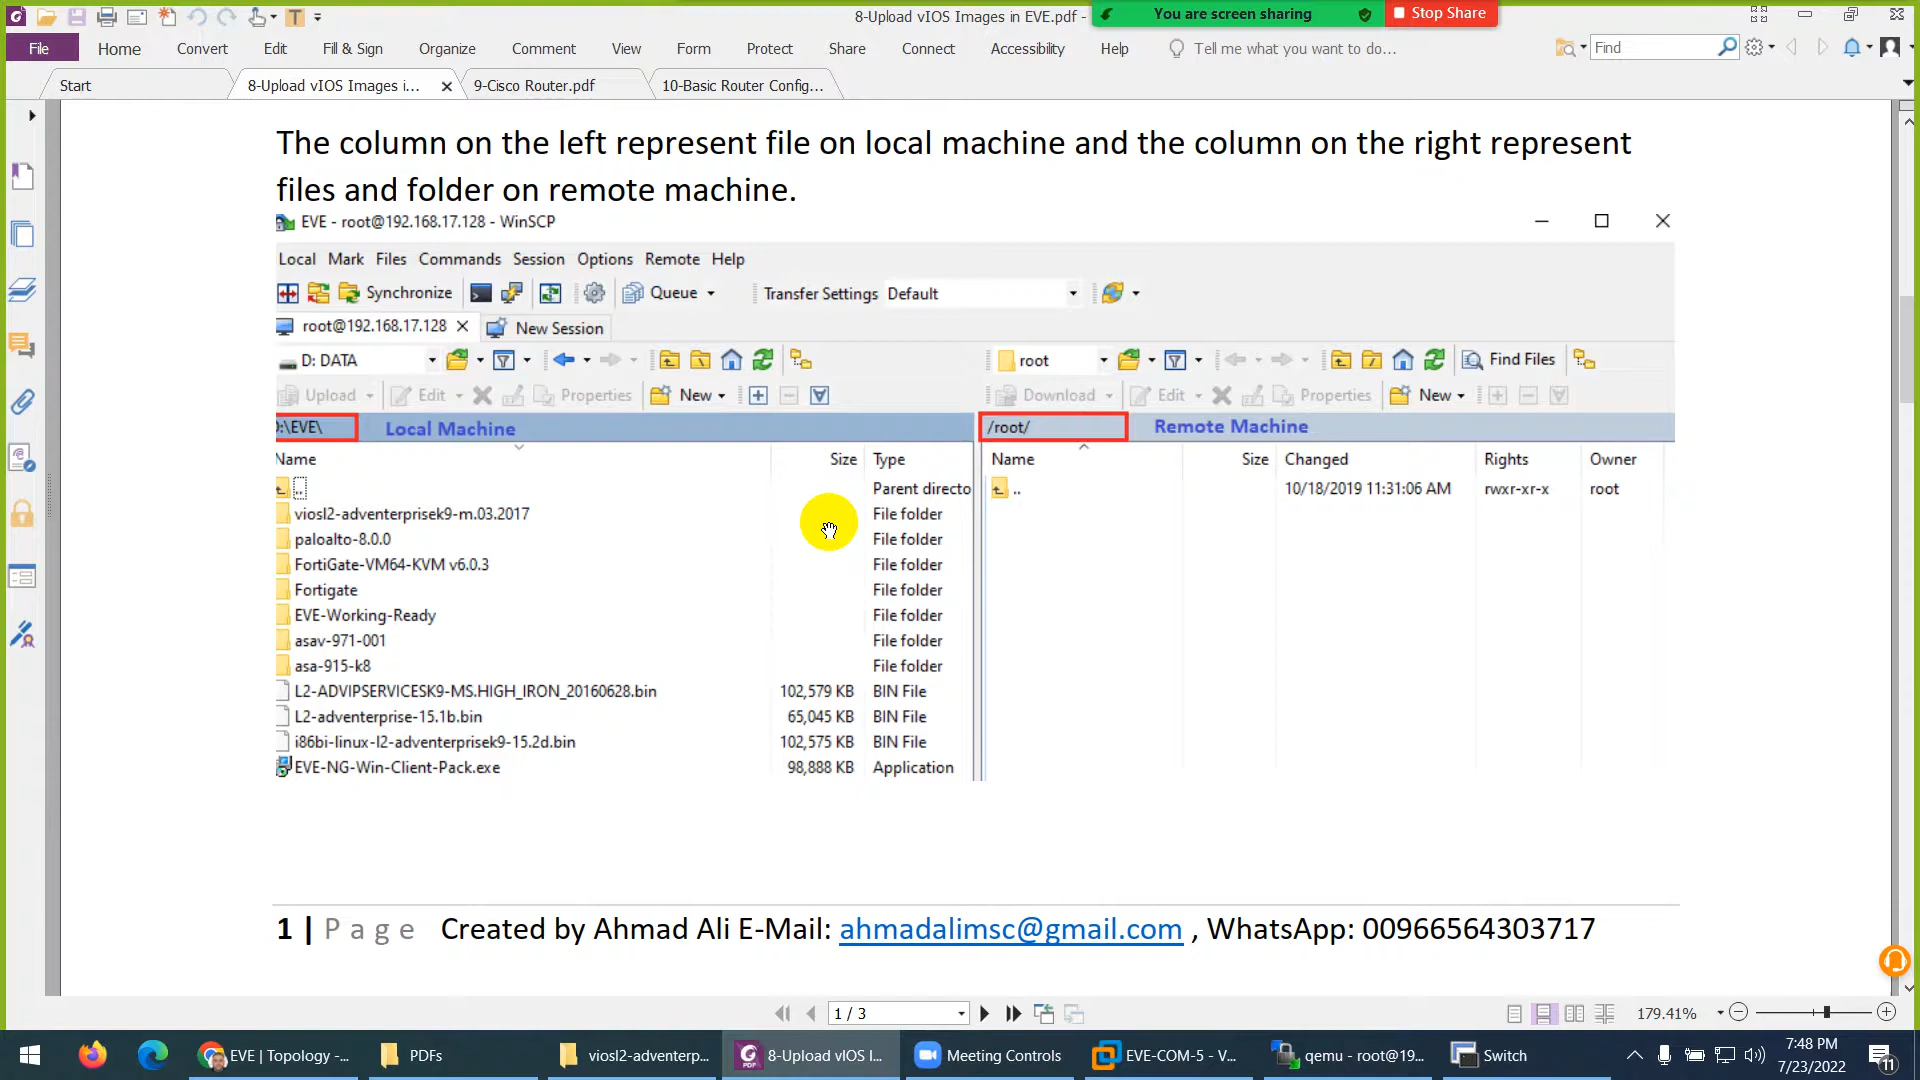 8-Upload vIOS Images in EVE.pdf -
You are screen sharing
Stop Share
File Home Convert Edit Fill & Sign Organize Comment View Form Protect Share Connect Accessibility Help Tell me what you want to do... Find
Start 8-Upload vIOS Images i... 9-Cisco Router.pdf 10-Basic Router Config...
The column on the left represent file on local machine and the column on the right represent
files and folder on remote machine.
EVE - root@192.168.17.128 - WinSCP
Local Mark Files Commands Session Options Remote Help
Synchronize Queue Transfer Settings Default
root@192.168.17.128 New Session
D: DATA root Find Files
Upload Edit Properties New Download Edit Properties New
:\EVE\ Local Machine /root/ Remote Machine
Name Size Type Name Size Changed Rights Owner
.. Parent directo .. 10/18/2019 11:31:06 AM rwxr-xr-x root
viosl2-adventerprisek9-m.03.2017 File folder
paloalto-8.0.0 File folder
FortiGate-VM64-KVM v6.0.3 File folder
Fortigate File folder
EVE-Working-Ready File folder
asav-971-001 File folder
asa-915-k8 File folder
L2-ADVIPSERVICESK9-MS.HIGH_IRON_20160628.bin 102,579 KB BIN File
L2-adventerprise-15.1b.bin 65,045 KB BIN File
i86bi-linux-l2-adventerprisek9-15.2d.bin 102,575 KB BIN File
EVE-NG-Win-Client-Pack.exe 98,888 KB Application
1 | Page Created by Ahmad Ali E-Mail: ahmadalimsc@gmail.com , WhatsApp: 00966564303717
1 / 3 179.41%
EVE | Topology -... PDFs viosl2-adventerp... 8-Upload vIOS I... Meeting Controls EVE-COM-5 - V... qemu - root@19... Switch 7:48 PM
7/23/2022 11